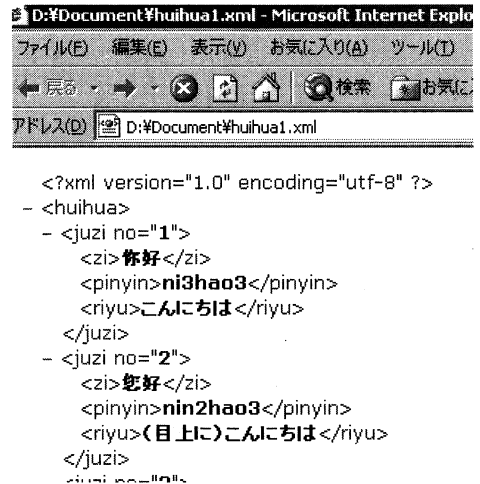 D:¥Document¥huihua1.xml - Microsoft Internet Explo
ファイル(F) 編集(E) 表示(V) お気に入り(A) ツール(T)
戻る 検索 お気に
アドレス(D) D:¥Document¥huihua1.xml
<?xml version="1.0" encoding="utf-8" ?>
– <huihua>
– <juzi no="1">
<zi>你好</zi>
<pinyin>ni3hao3</pinyin>
<riyu>こんにちは</riyu>
</juzi>
– <juzi no="2">
<zi>您好</zi>
<pinyin>nin2hao3</pinyin>
<riyu>(目上に)こんにちは</riyu>
</juzi>